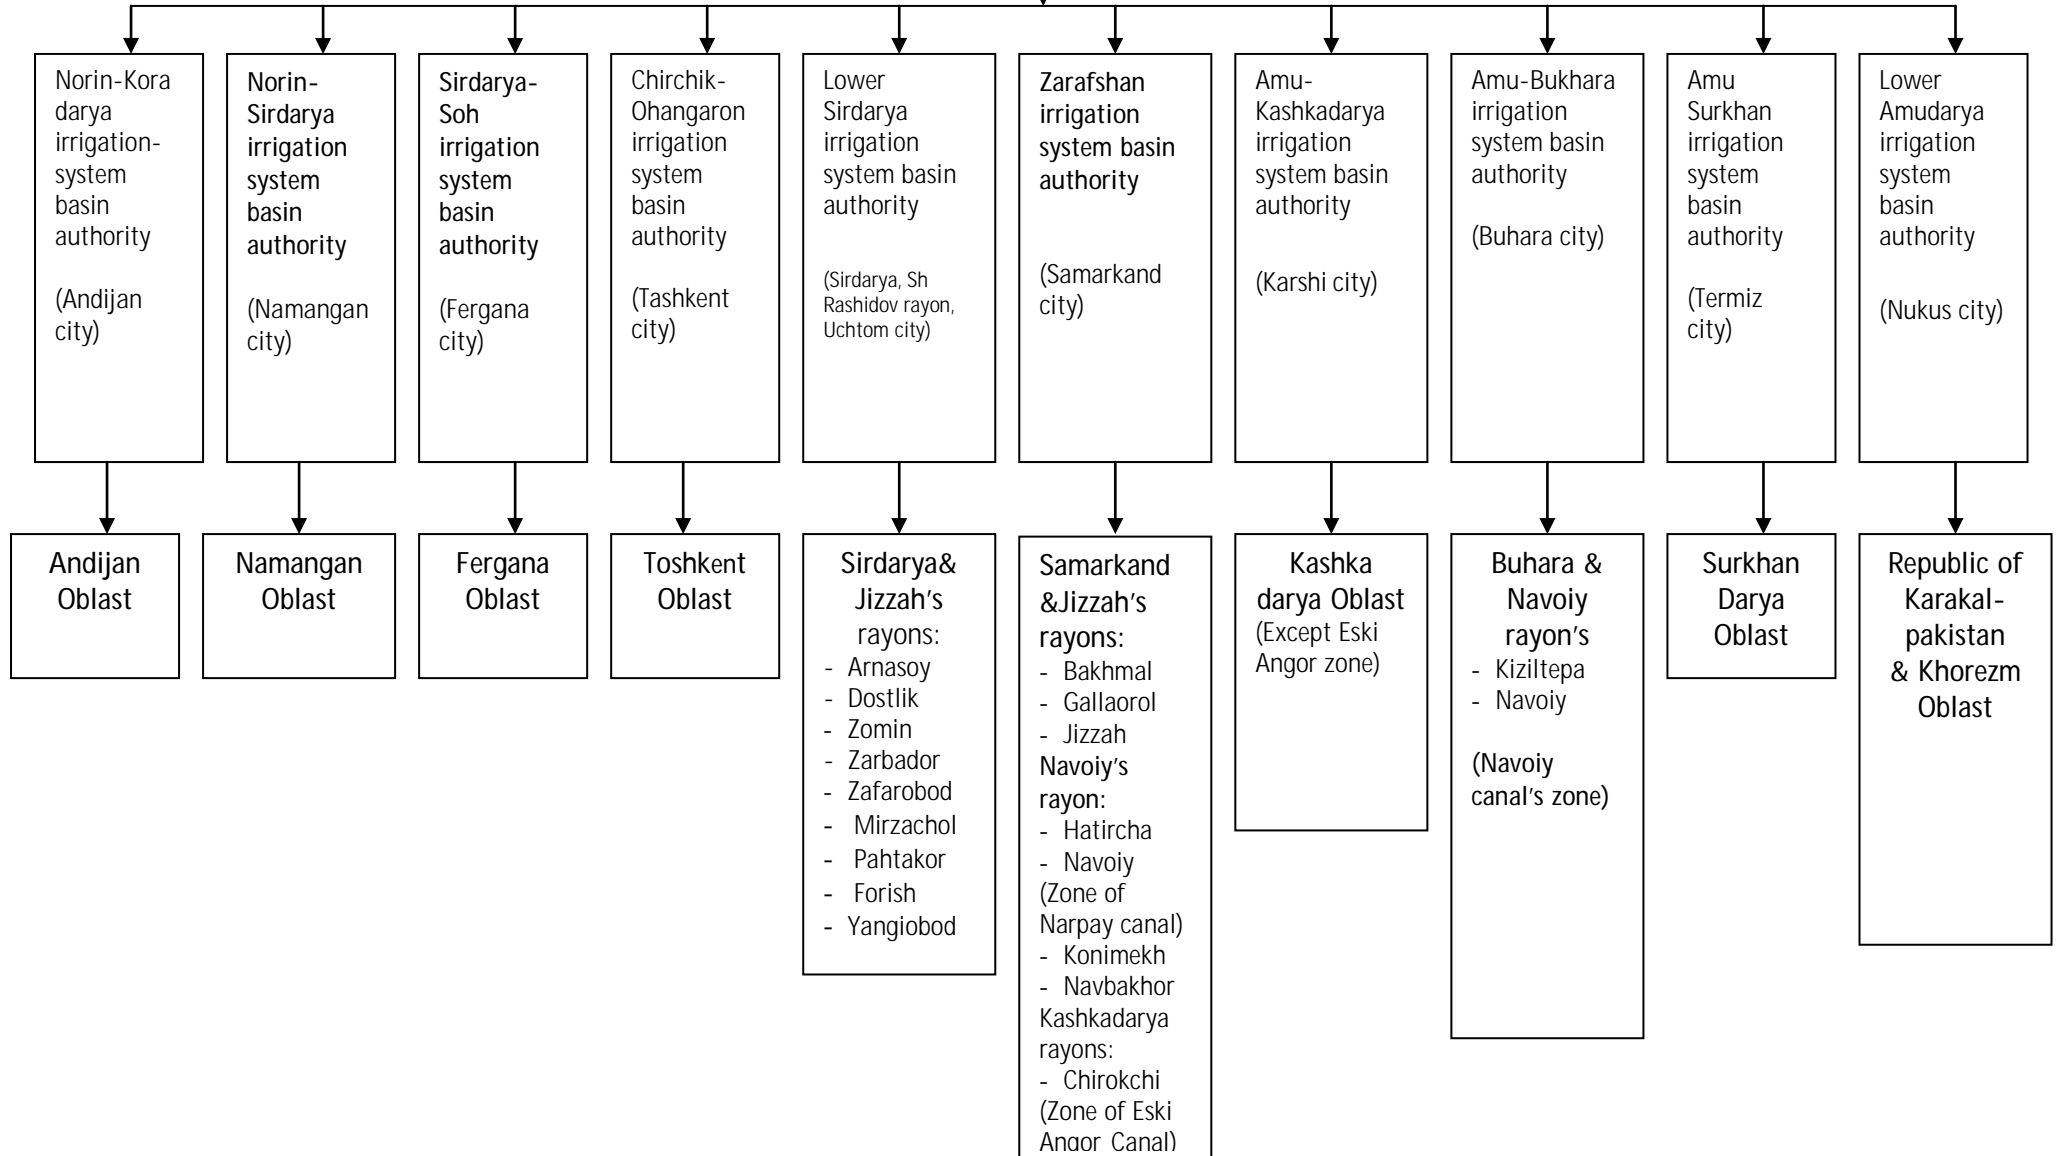 Norin-Kora
darya
irrigation-
system
basin
authority
(Andijan
city)
Norin-
Sirdarya
irrigation
system
basin
authority
(Namangan
city)
Sirdarya-
Soh
irrigation
system
basin
authority
(Fergana
city)
Chirchik-
Ohangaron
irrigation
system
basin
authority
(Tashkent
city)
Lower
Sirdarya
irrigation
system basin
authority
(Sirdarya, Sh
Rashidov rayon,
Uchtom city)
Zarafshan
irrigation
system basin
authority
(Samarkand
city)
Amu-
Kashkadarya
irrigation
system basin
authority
(Karshi city)
Amu-Bukhara
irrigation
system basin
authority
(Buhara city)
Amu
Surkhan
irrigation
system
basin
authority
(Termiz
city)
Lower
Amudarya
irrigation
system
basin
authority
(Nukus city)
Andijan
Oblast
Namangan
Oblast
Fergana
Oblast
Toshkent
Oblast
Sirdarya&
Jizzah's
rayons:
- Arnasoy
- Dostlik
- Zomin
- Zarbador
- Zafarobod
- Mirzachol
- Pahtakor
- Forish
- Yangiobod
Samarkand
&Jizzah's
rayons:
- Bakhmal
- Gallaorol
- Jizzah
Navoiy's
rayon:
- Hatircha
- Navoiy
(Zone of
Narpay canal)
- Konimekh
- Navbakhor
Kashkadarya
rayons:
- Chirokchi
(Zone of Eski
Angor Canal)
Kashka
darya Oblast
(Except Eski
Angor zone)
Buhara &
Navoiy
rayon's
- Kiziltepa
- Navoiy
(Navoiy
canal's zone)
Surkhan
Darya
Oblast
Republic of
Karakal-
pakistan
& Khorezm
Oblast